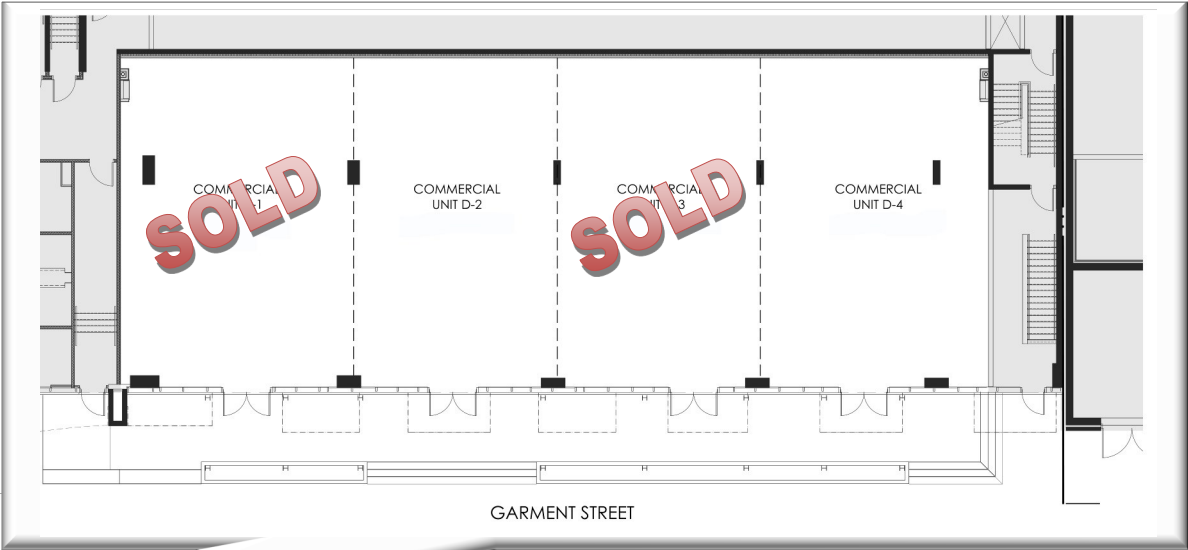 COMMERCIAL
SOLD
COMMERCIAL
UNIT D-2
COMMERCIAL
SOLD
COMMERCIAL
UNIT D-4
GARMENT STREET